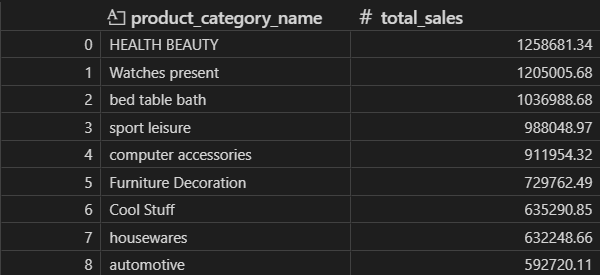 product_category_name # total_sales
0 HEALTH BEAUTY 1258681.34
1 Watches present 1205005.68
2 bed table bath 1036988.68
3 sport leisure 988048.97
4 computer accessories 911954.32
5 Furniture Decoration 729762.49
6 Cool Stuff 635290.85
7 housewares 632248.66
8 automotive 592720.11